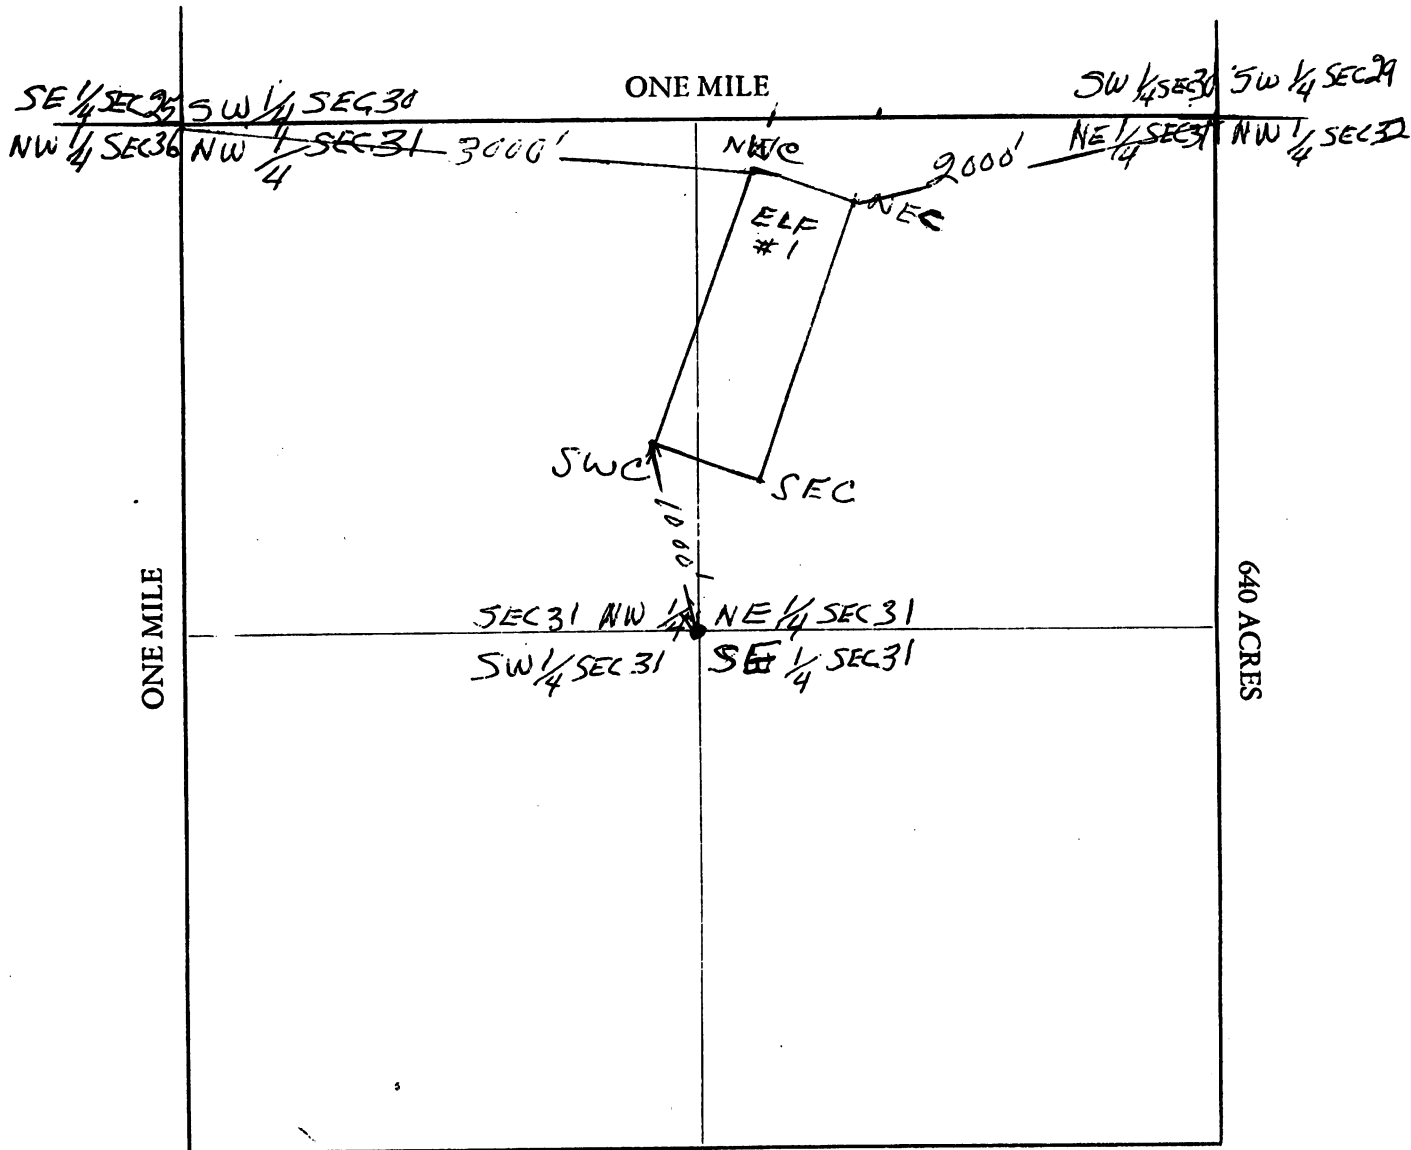 ONE MILE
SE 1/4 SEC 25 SW 1/4 SEC 30
SW 1/4 SEC 30 SW 1/4 SEC 29
NW 1/4 SEC 36 NW 1/4 SEC 31
NE 1/4 SEC 31 NW 1/4 SEC 32
3000'
NWC
2000'
NEC
ELF
#1
SWC
SEC
1000'
ONE MILE
640 ACRES
SEC 31 NW 1/4 NE 1/4 SEC 31
SW 1/4 SEC 31 SE 1/4 SEC 31